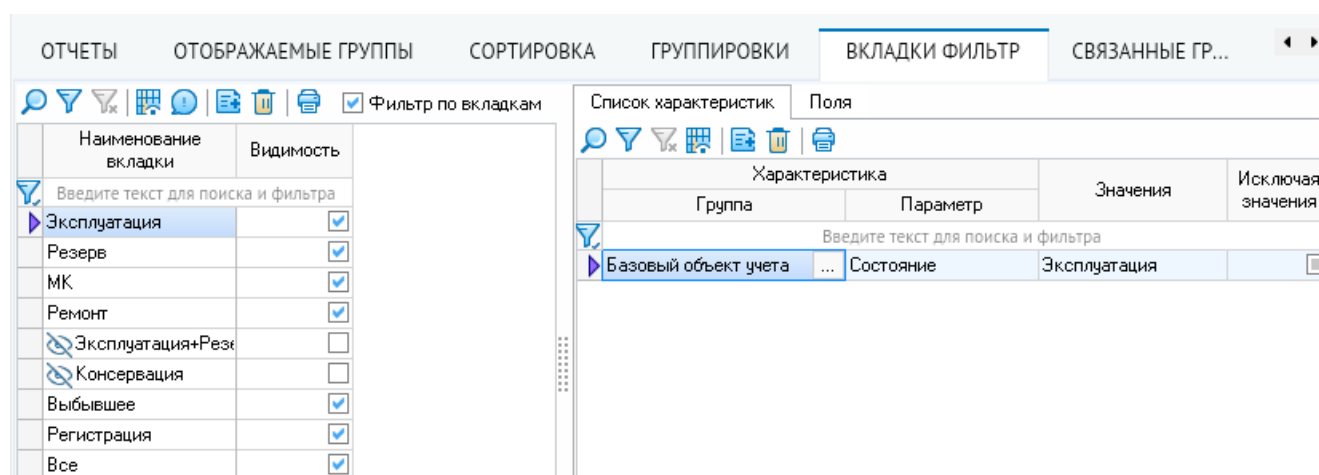 ОТЧЕТЫ ОТОБРАЖАЕМЫЕ ГРУППЫ СОРТИРОВКА ГРУППИРОВКИ ВКЛАДКИ ФИЛЬТР СВЯЗАННЫЕ ГР...
Фильтр по вкладкам
Наименование вкладки Видимость
Введите текст для поиска и фильтра
Эксплуатация
Резерв
МК
Ремонт
Эксплуатация+Резе
Консервация
Выбывшее
Регистрация
Все
Список характеристик Поля
Характеристика Значения Исключая значения
Группа Параметр
Введите текст для поиска и фильтра
Базовый объект учета ... Состояние Эксплуатация